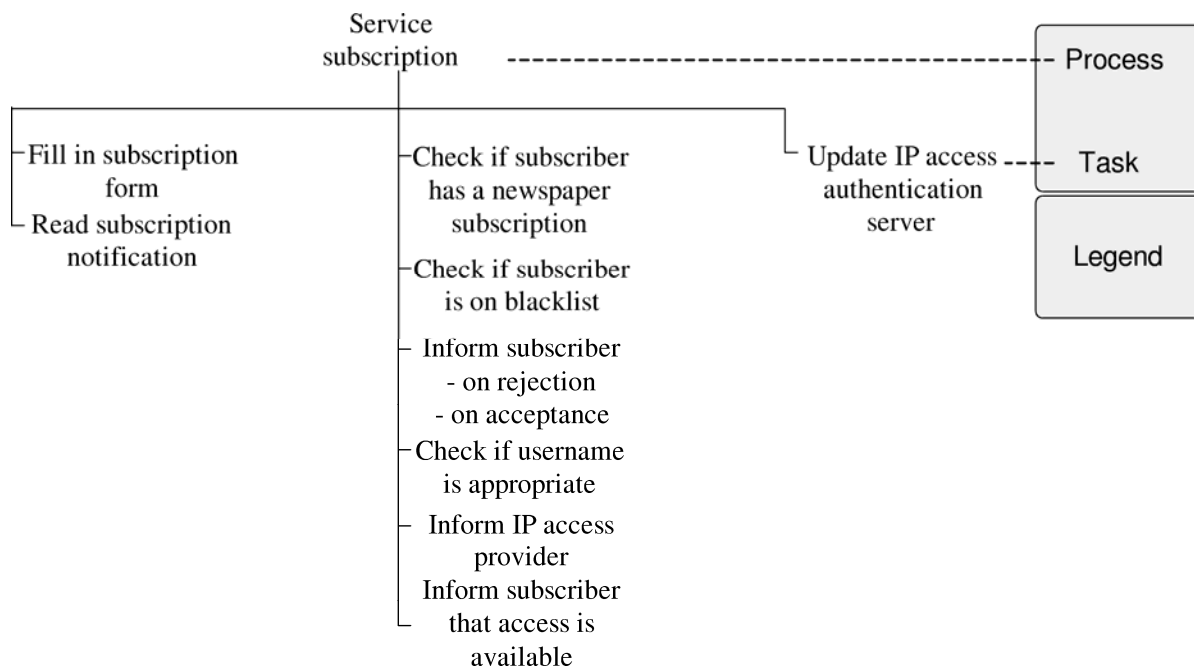 Service
subscription
Process
Fill in subscription
form
Read subscription
notification
Check if subscriber
has a newspaper
subscription
Check if subscriber
is on blacklist
Inform subscriber
- on rejection
- on acceptance
Check if username
is appropriate
Inform IP access
provider
Inform subscriber
that access is
available
Update IP access
authentication
server
Task
Legend